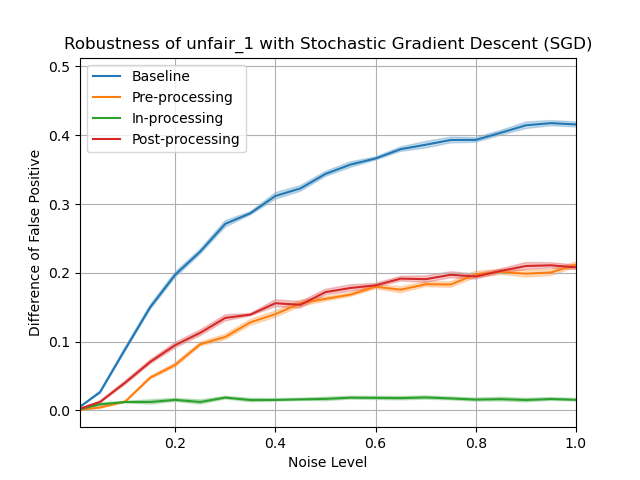 Robustness of unfair_1 with Stochastic Gradient Descent (SGD)
Difference of False Positive
0.5
0.4
0.3
0.2
0.1
0.0
Baseline
Pre-processing
In-processing
Post-processing
0.2 0.4 0.6 0.8 1.0
Noise Level